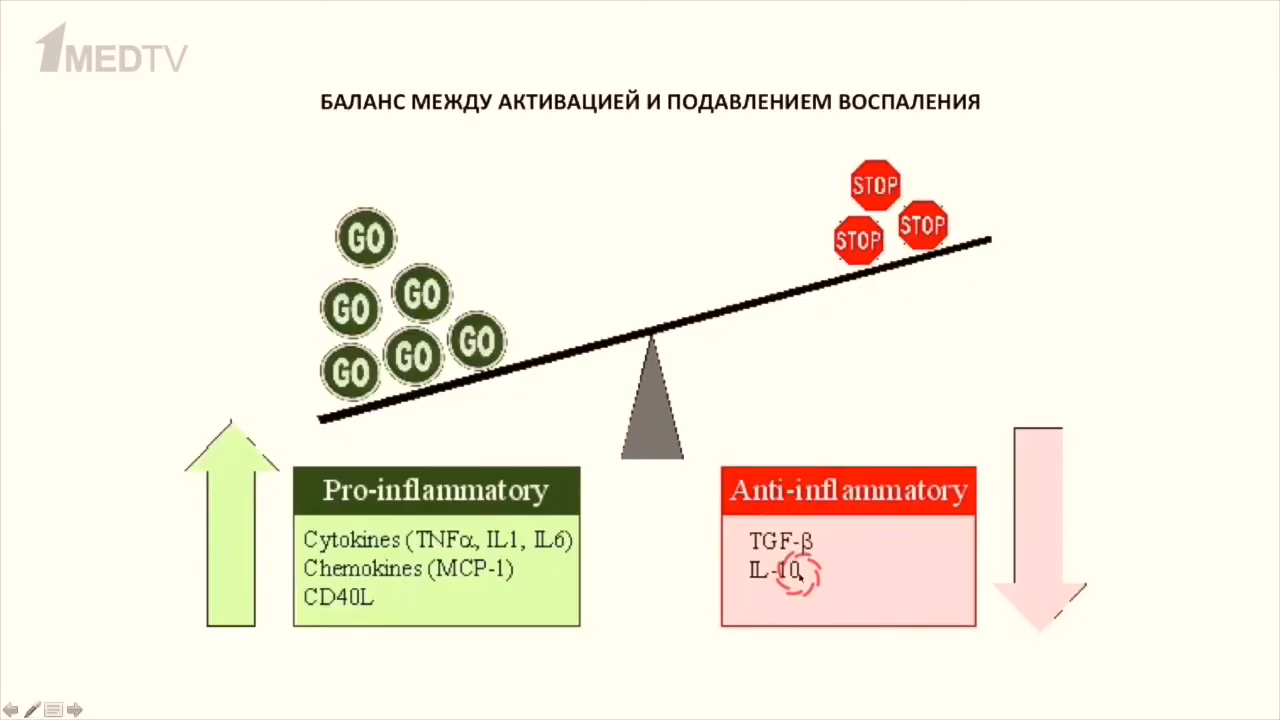 1MEDTV
БАЛАНС МЕЖДУ АКТИВАЦИЕЙ И ПОДАВЛЕНИЕМ ВОСПАЛЕНИЯ
STOP
STOP
STOP
GO
GO
GO
GO
GO
GO
Pro-inflammatory
Cytokines (TNFα, IL1, IL6)
Chemokines (MCP-1)
CD40L
Anti-inflammatory
TGF-β
IL-10